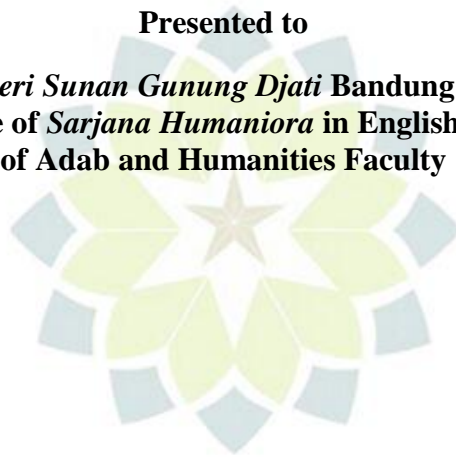 Presented to
eri Sunan Gunung Djati Bandung
e of Sarjana Humaniora in English
of Adab and Humanities Faculty